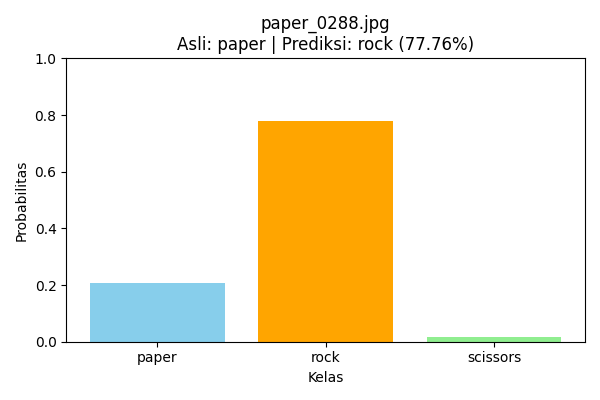 paper_0288.jpg
Asli: paper | Prediksi: rock (77.76%)
1.0
0.8
0.6
0.4
0.2
0.0
Probabilitas
paper rock scissors
Kelas